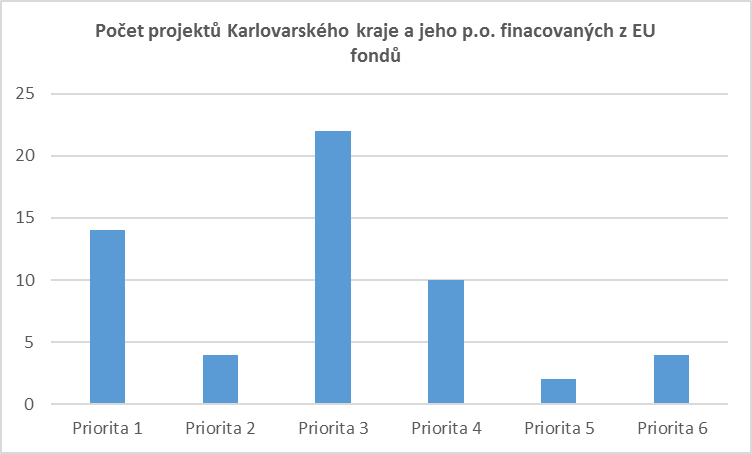 Počet projektů Karlovarského kraje a jeho p.o. finacovaných z EU
fondů
25
20
15
10
5
0
Priorita 1 Priorita 2 Priorita 3 Priorita 4 Priorita 5 Priorita 6